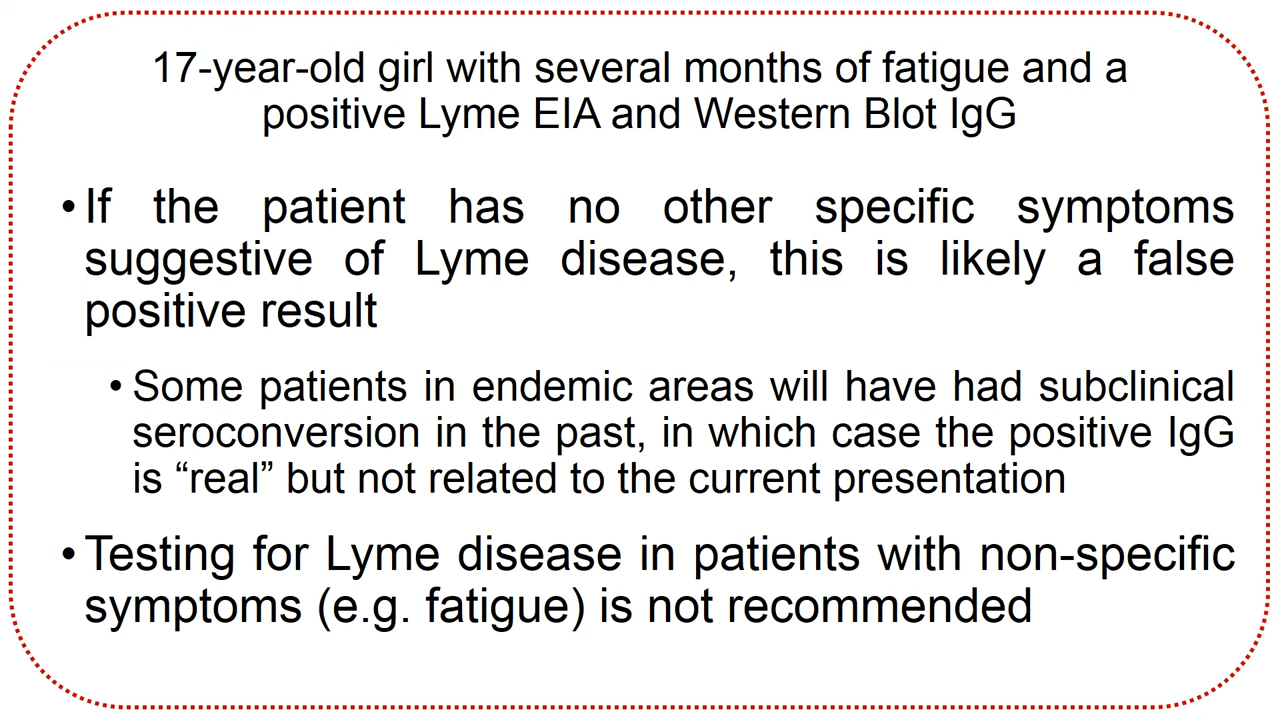 17-year-old girl with several months of fatigue and a
positive Lyme EIA and Western Blot IgG
•If the patient has no other specific symptoms
suggestive of Lyme disease, this is likely a false
positive result
•Some patients in endemic areas will have had subclinical
seroconversion in the past, in which case the positive IgG
is “real” but not related to the current presentation
•Testing for Lyme disease in patients with non-specific
symptoms (e.g. fatigue) is not recommended